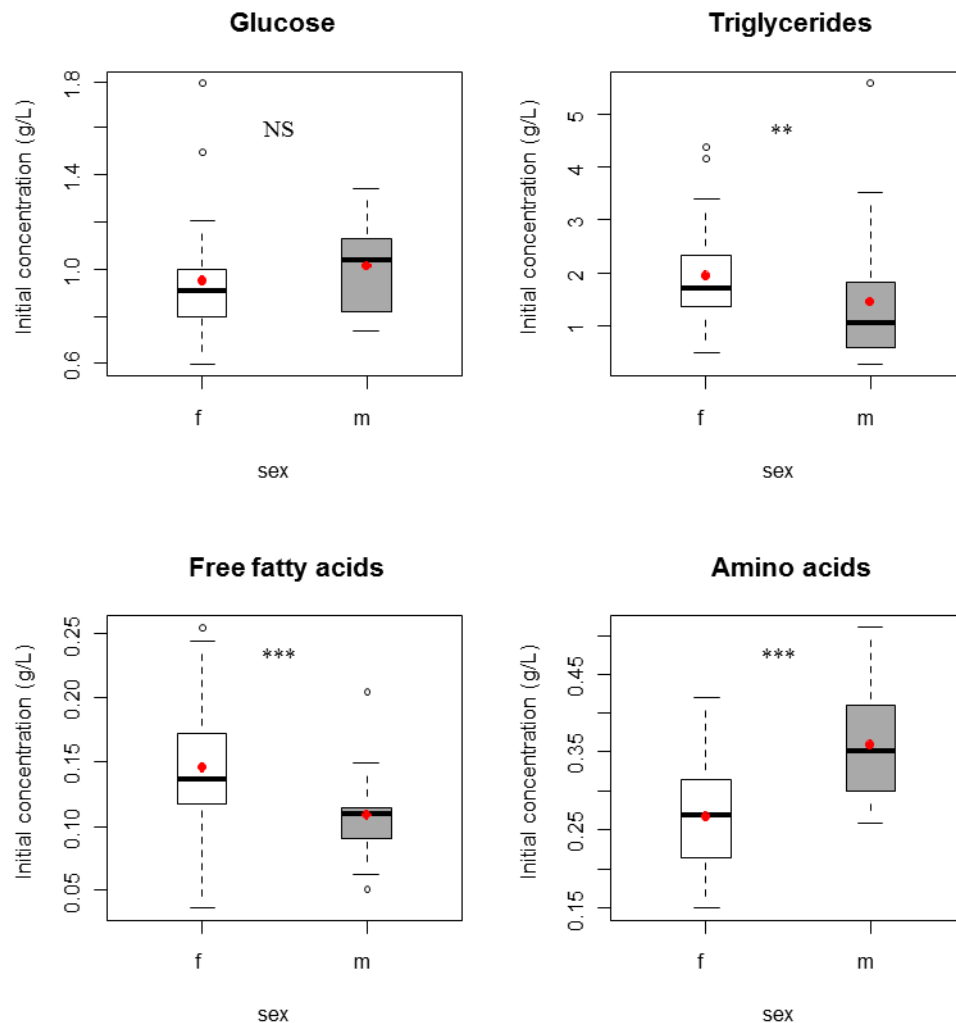 Glucose
Initial concentration (g/L)
1.8
1.4
1.0
0.6
NS
f
m
sex
Triglycerides
Initial concentration (g/L)
5
4
3
2
1
**
f
m
sex
Free fatty acids
Initial concentration (g/L)
0.25
0.20
0.15
0.10
0.05
***
f
m
sex
Amino acids
Initial concentration (g/L)
0.45
0.35
0.25
0.15
***
f
m
sex